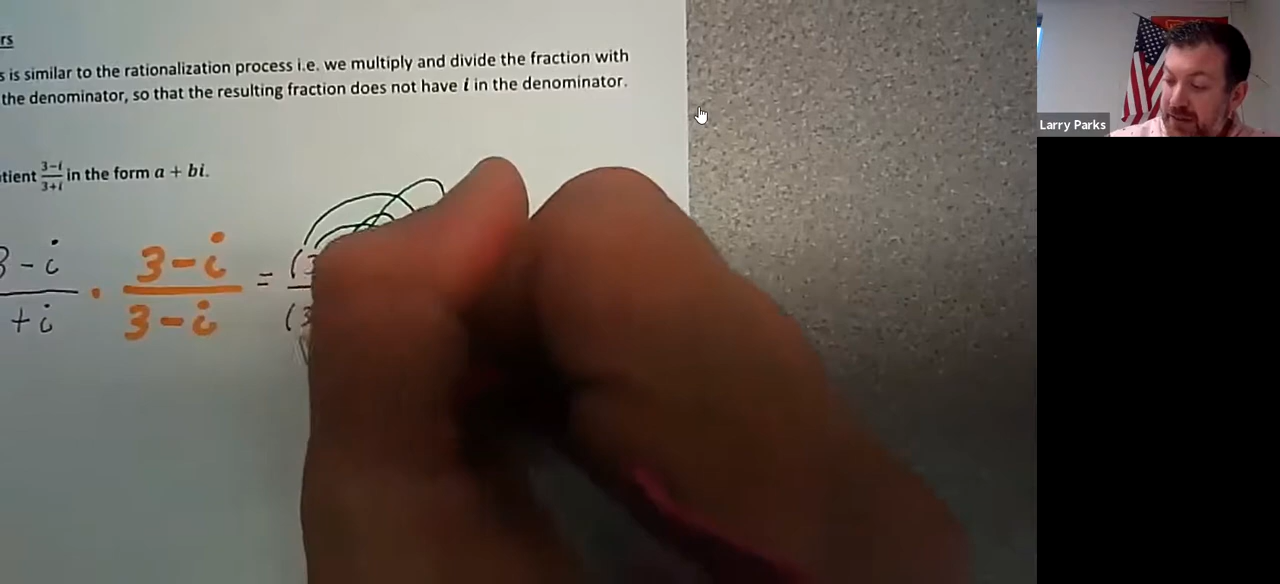 rs
s is similar to the rationalization process i.e. we multiply and divide the fraction with
the denominator, so that the resulting fraction does not have i in the denominator.
Larry Parks
tient 3−i/3+i in the form a + bi.
3 - i / + i · 3 - i / 3 - i = (3 / (3